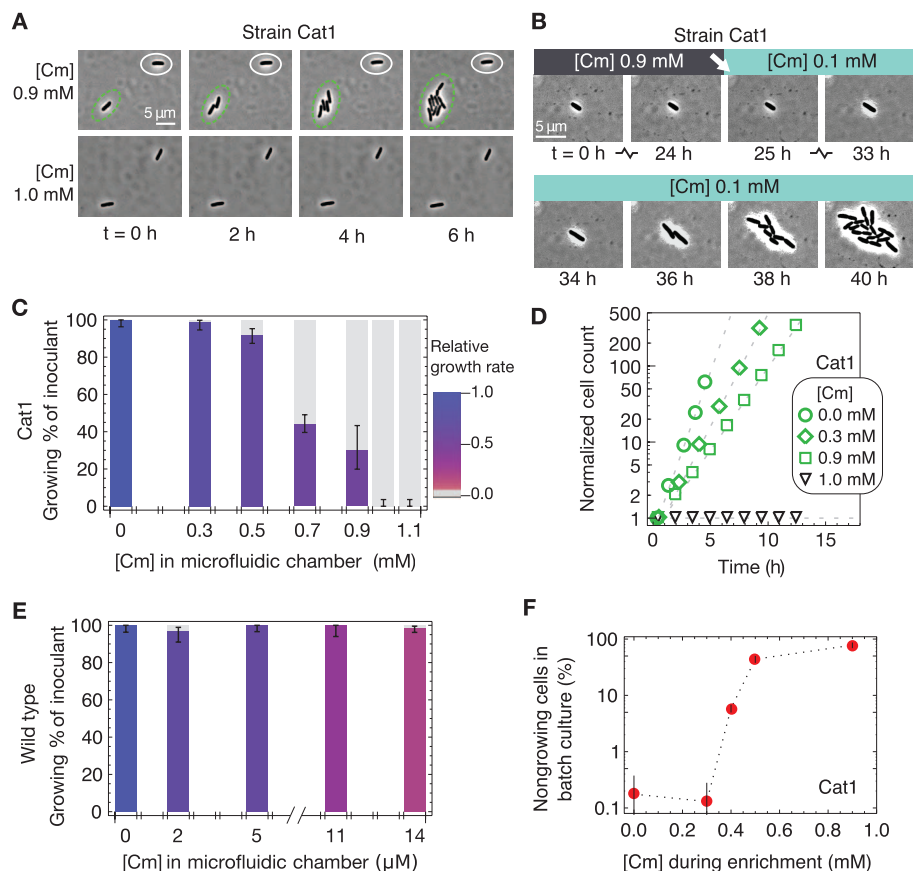 A
Strain Cat1
[Cm]
0.9 mM
5 µm
[Cm]
1.0 mM
t = 0 h
2 h
4 h
6 h
B
Strain Cat1
[Cm] 0.9 mM
[Cm] 0.1 mM
5 µm
t = 0 h
24 h
25 h
33 h
[Cm] 0.1 mM
34 h
36 h
38 h
40 h
C
Cat1
Growing % of inoculant
100
80
60
40
20
0
0
0.3
0.5
0.7
0.9
1.1
[Cm] in microfluidic chamber (mM)
Relative
growth rate
1.0
0.5
0.0
D
Normalized cell count
500
300
100
50
10
5
1
0
5
10
15
Time (h)
Cat1
[Cm]
0.0 mM
0.3 mM
0.9 mM
1.0 mM
E
Wild type
Growing % of inoculant
100
80
60
40
20
0
0
2
5
11
14
[Cm] in microfluidic chamber (µM)
F
Nongrowing cells in
batch culture (%)
100
10
1
0.1
0.0
0.2
0.4
0.6
0.8
1.0
Cat1
[Cm] during enrichment (mM)